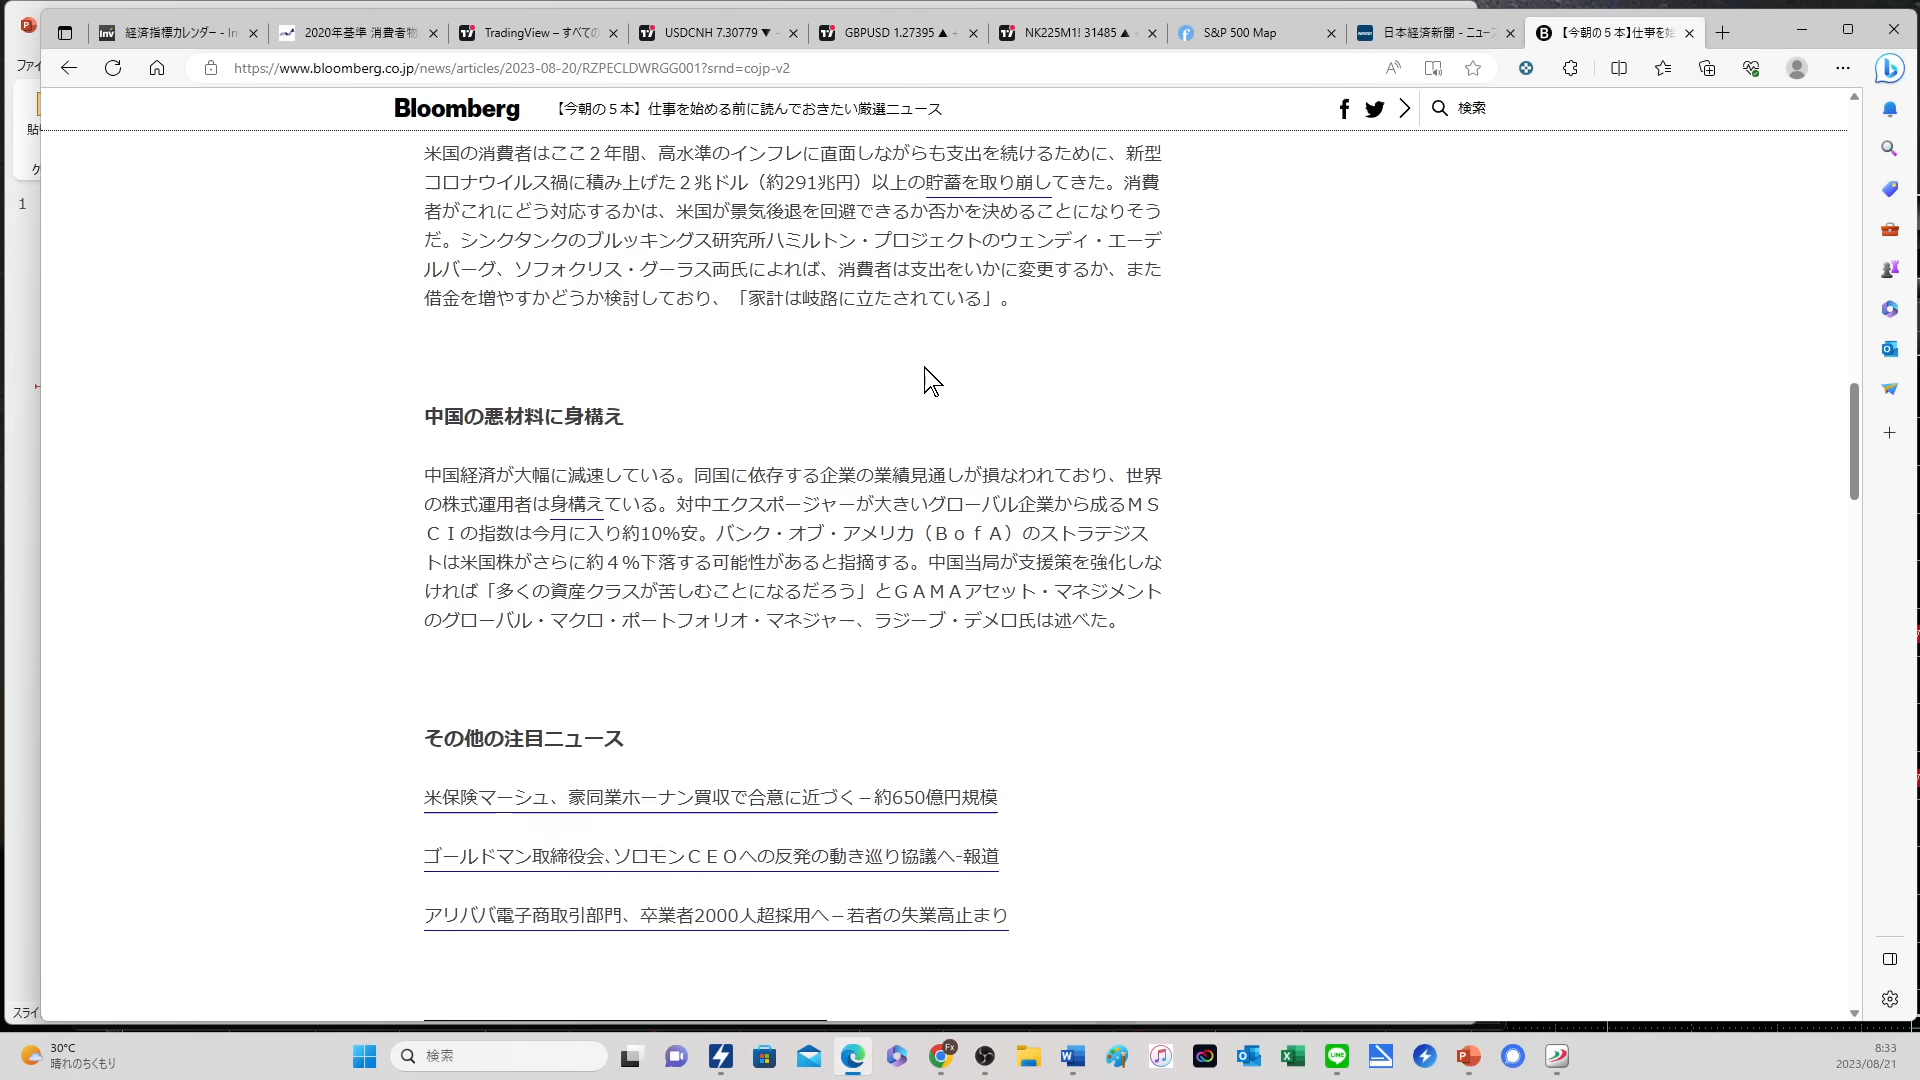 経済指標カレンダー - In
2020年基準 消費者物
TradingView – すべての
USDCNH 7.30779 ▼ -
GBPUSD 1.27395 ▲ +
NK225M1! 31485 ▲
S&P 500 Map
日本経済新聞 - ニュース
【今朝の５本】仕事を始
ファイ
https://www.bloomberg.co.jp/news/articles/2023-08-20/RZPECLDWRGG001?srnd=cojp-v2
貼
Bloomberg
【今朝の５本】仕事を始める前に読んでおきたい厳選ニュース
検索
ク
1
米国の消費者はここ２年間、高水準のインフレに直面しながらも支出を続けるために、新型
コロナウイルス禍に積み上げた２兆ドル（約291兆円）以上の貯蓄を取り崩してきた。消費
者がこれにどう対応するかは、米国が景気後退を回避できるか否かを決めることになりそう
だ。シンクタンクのブルッキングス研究所ハミルトン・プロジェクトのウェンディ・エーデ
ルバーグ、ソフォクリス・グーラス両氏によれば、消費者は支出をいかに変更するか、また
借金を増やすかどうか検討しており、「家計は岐路に立たされている」。
中国の悪材料に身構え
中国経済が大幅に減速している。同国に依存する企業の業績見通しが損なわれており、世界
の株式運用者は身構えている。対中エクスポージャーが大きいグローバル企業から成るＭＳ
ＣＩの指数は今月に入り約10％安。バンク・オブ・アメリカ（ＢｏｆＡ）のストラテジス
トは米国株がさらに約４％下落する可能性があると指摘する。中国当局が支援策を強化しな
ければ「多くの資産クラスが苦しむことになるだろう」とＧＡＭＡアセット・マネジメント
のグローバル・マクロ・ポートフォリオ・マネジャー、ラジーブ・デメロ氏は述べた。
その他の注目ニュース
米保険マーシュ、豪同業ホーナン買収で合意に近づく－約650億円規模
ゴールドマン取締役会､ソロモンＣＥＯへの反発の動き巡り協議へ-報道
アリババ電子商取引部門、卒業者2000人超採用へ－若者の失業高止まり
スライ
30°C
晴れのちくもり
検索
8:33
2023/08/21